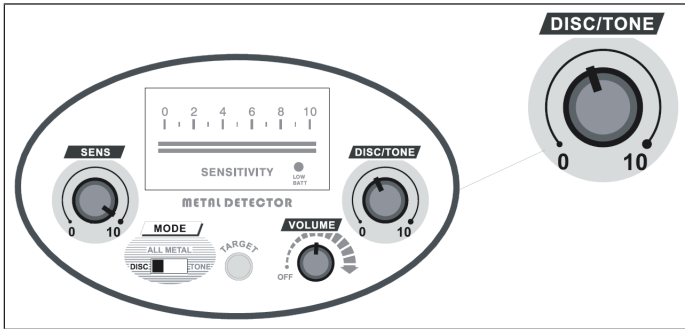 DISC/TONE
0 10
0 2 4 6 8 10
SENS
SENSITIVITY
LOW
BATT
DISC/TONE
METAL DETECTOR
0 10
0 10
MODE
VOLUME
ALL METAL
DISC. TONE
TARGET
OFF